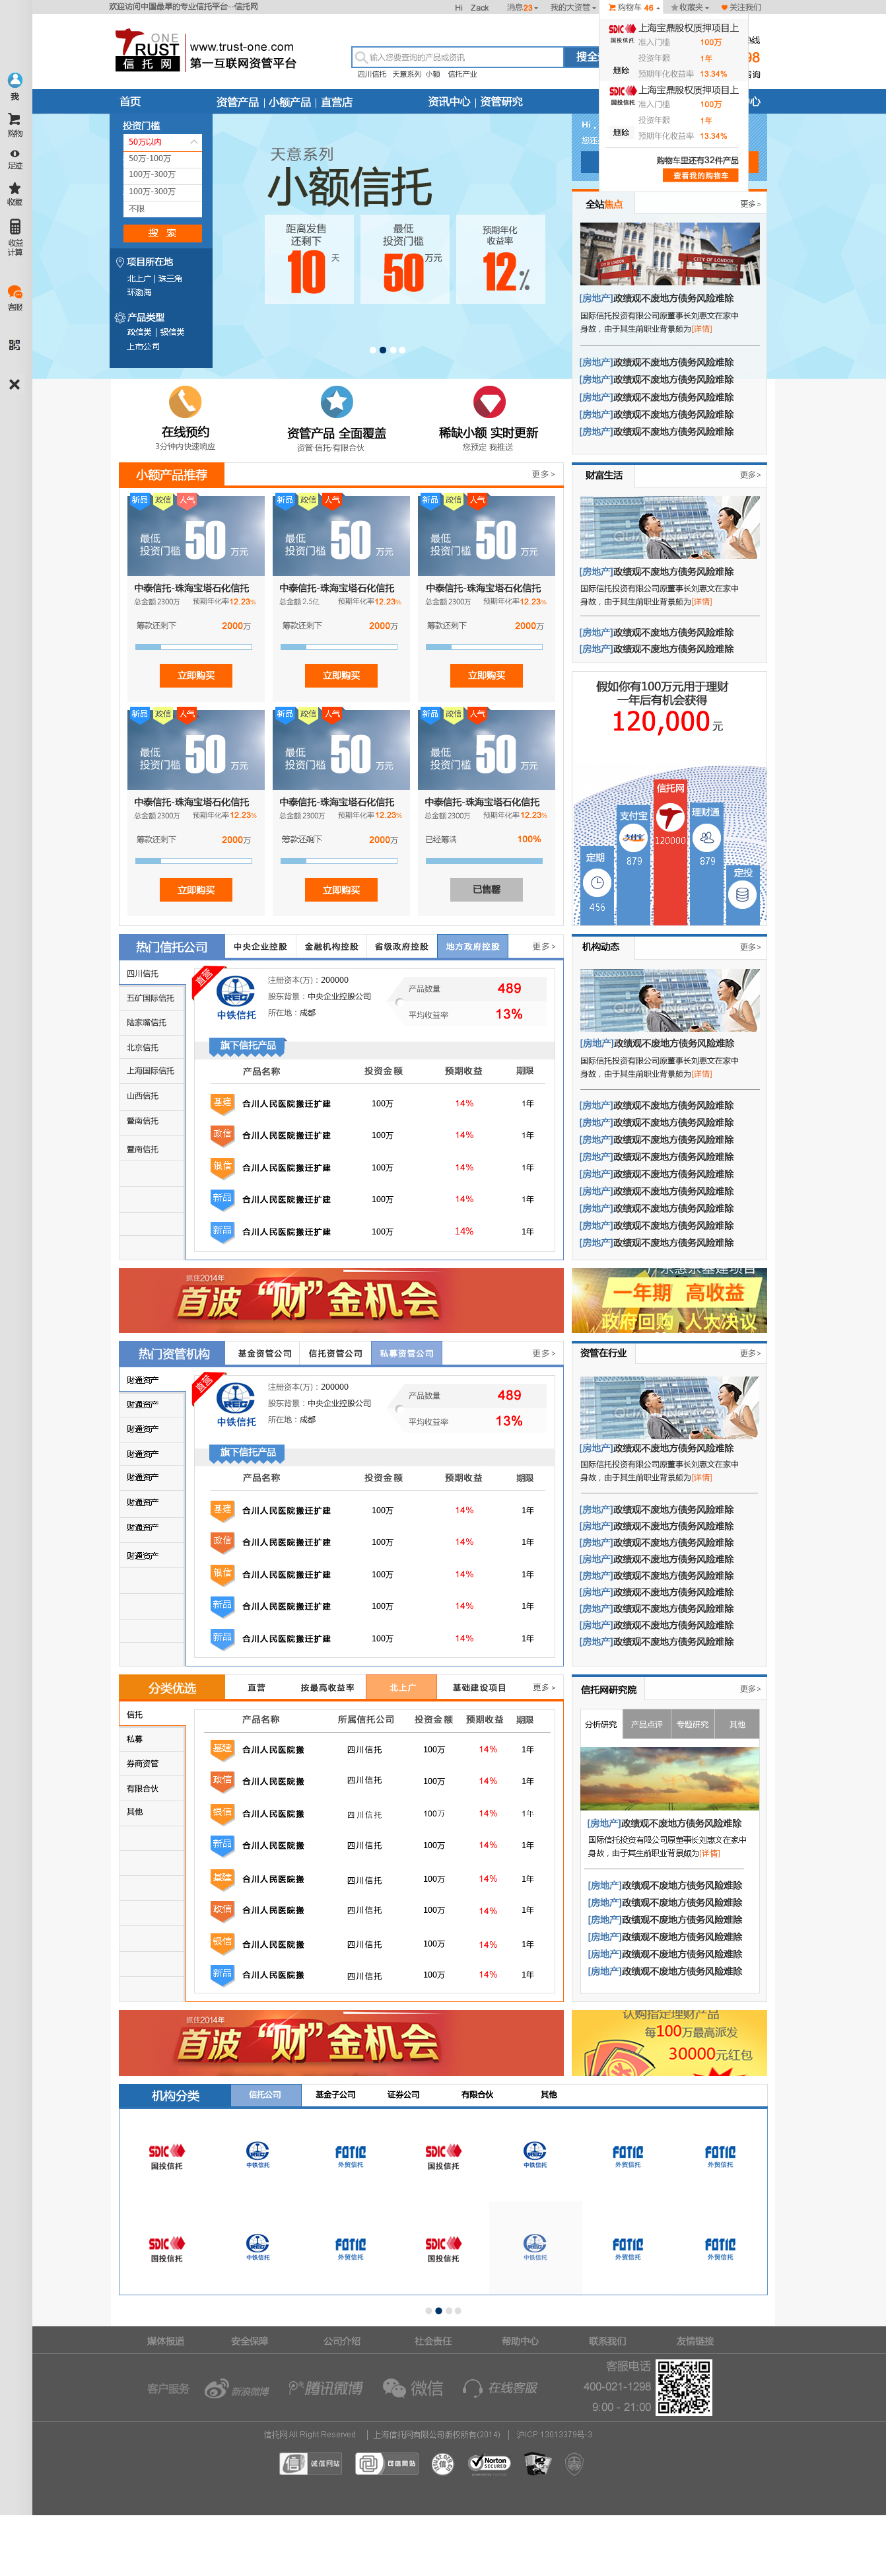 欢迎访问中国最早的专业信托平台--信托网
Hi Zack
消息23
我的大资管
购物车 46
收藏夹
关注我们
TRUST ONE
信托网
www.trust-one.com
第一互联网资管平台
输入您要查询的产品或资讯
四川信托 天意系列 小额 信托产业
上海宝鼎股权质押项目上
国投信托
准入门槛 100万
投资年限 1年
删除
预期年化收益率 13.34%
上海宝鼎股权质押项目上
国投信托
准入门槛 100万
投资年限 1年
删除
预期年化收益率 13.34%
购物车里还有32件产品
查看我的购物车
首页
资管产品 | 小额产品 | 直营店
资讯中心 | 资管研究
我
购物
足迹
收藏
收益计算
客服
投资门槛
50万以内
50万-100万
100万-300万
100万-300万
不限
搜 索
项目所在地
北上广 | 珠三角
环渤海
产品类型
政信类 | 银信类
上市公司
天意系列
小额信托
距离发售还剩下 10 天
最低投资门槛 50 万元
预期年化收益率 12 %
全站焦点 更多>
[房地产]政绩观不废地方债务风险难除
国际信托投资有限公司原董事长刘惠文在家中
身故，由于其生前职业背景颇为[详情]
[房地产]政绩观不废地方债务风险难除
[房地产]政绩观不废地方债务风险难除
[房地产]政绩观不废地方债务风险难除
[房地产]政绩观不废地方债务风险难除
[房地产]政绩观不废地方债务风险难除
在线预约
3分钟内快速响应
资管产品 全面覆盖
资管·信托·有限合伙
稀缺小额 实时更新
您预定 我推送
小额产品推荐 更多>
新品 政信 人气
最低投资门槛 50 万元
中泰信托-珠海宝塔石化信托
总金额2300万 预期年化率12.23%
筹款还剩下 2000万
立即购买
新品 政信 人气
最低投资门槛 50 万元
中泰信托-珠海宝塔石化信托
总金额2.5亿 预期年化率12.23%
筹款还剩下 2000万
立即购买
新品 政信 人气
最低投资门槛 50 万元
中泰信托-珠海宝塔石化信托
总金额2300万 预期年化率12.23%
筹款还剩下 2000万
立即购买
新品 政信 人气
最低投资门槛 50 万元
中泰信托-珠海宝塔石化信托
总金额2300万 预期年化率12.23%
筹款还剩下 2000万
立即购买
新品 政信 人气
最低投资门槛 50 万元
中泰信托-珠海宝塔石化信托
总金额2300万 预期年化率12.23%
筹款还剩下 2000万
立即购买
新品 政信 人气
最低投资门槛 50 万元
中泰信托-珠海宝塔石化信托
总金额2300万 预期年化率12.23%
已经筹满 100%
已售罄
财富生活 更多>
[房地产]政绩观不废地方债务风险难除
国际信托投资有限公司原董事长刘惠文在家中
身故，由于其生前职业背景颇为[详情]
[房地产]政绩观不废地方债务风险难除
[房地产]政绩观不废地方债务风险难除
假如你有100万元用于理财
一年后有机会获得
120,000 元
定期 456
支付宝 879
信托网 120000
理财通 879
定投
热门信托公司 中央企业控股 金融机构控股 省级政府控股 地方政府控股 更多>
四川信托
五矿国际信托
陆家嘴信托
北京信托
上海国际信托
山西信托
暨南信托
暨南信托
直营
中铁信托
注册资本(万)：200000
股东背景：中央企业控股公司
所在地：成都
产品数量 489
平均收益率 13%
旗下信托产品
产品名称 投资金额 预期收益 期限
基建 合川人民医院搬迁扩建 100万 14% 1年
政信 合川人民医院搬迁扩建 100万 14% 1年
银信 合川人民医院搬迁扩建 100万 14% 1年
新品 合川人民医院搬迁扩建 100万 14% 1年
新品 合川人民医院搬迁扩建 100万 14% 1年
机构动态 更多>
[房地产]政绩观不废地方债务风险难除
国际信托投资有限公司原董事长刘惠文在家中
身故，由于其生前职业背景颇为[详情]
[房地产]政绩观不废地方债务风险难除
[房地产]政绩观不废地方债务风险难除
[房地产]政绩观不废地方债务风险难除
[房地产]政绩观不废地方债务风险难除
[房地产]政绩观不废地方债务风险难除
[房地产]政绩观不废地方债务风险难除
[房地产]政绩观不废地方债务风险难除
[房地产]政绩观不废地方债务风险难除
[房地产]政绩观不废地方债务风险难除
抓住2014年
首波“财”金机会
一年期 高收益
政府回购 人大决议
热门资管机构 基金资管公司 信托资管公司 私募资管公司 更多>
财通资产
财通资产
财通资产
财通资产
财通资产
财通资产
财通资产
财通资产
直营
中铁信托
注册资本(万)：200000
股东背景：中央企业控股公司
所在地：成都
产品数量 489
平均收益率 13%
旗下信托产品
产品名称 投资金额 预期收益 期限
基建 合川人民医院搬迁扩建 100万 14% 1年
政信 合川人民医院搬迁扩建 100万 14% 1年
银信 合川人民医院搬迁扩建 100万 14% 1年
新品 合川人民医院搬迁扩建 100万 14% 1年
新品 合川人民医院搬迁扩建 100万 14% 1年
资管在行业 更多>
[房地产]政绩观不废地方债务风险难除
国际信托投资有限公司原董事长刘惠文在家中
身故，由于其生前职业背景颇为[详情]
[房地产]政绩观不废地方债务风险难除
[房地产]政绩观不废地方债务风险难除
[房地产]政绩观不废地方债务风险难除
[房地产]政绩观不废地方债务风险难除
[房地产]政绩观不废地方债务风险难除
[房地产]政绩观不废地方债务风险难除
[房地产]政绩观不废地方债务风险难除
[房地产]政绩观不废地方债务风险难除
[房地产]政绩观不废地方债务风险难除
分类优选 直营 按最高收益率 北上广 基础建设项目 更多>
信托
私募
券商资管
有限合伙
其他
产品名称 所属信托公司 投资金额 预期收益 期限
基建 合川人民医院搬 四川信托 100万 14% 1年
政信 合川人民医院搬 四川信托 100万 14% 1年
银信 合川人民医院搬 四川信托 100万 14% 1年
新品 合川人民医院搬 四川信托 100万 14% 1年
基建 合川人民医院搬 四川信托 100万 14% 1年
政信 合川人民医院搬 四川信托 100万 14% 1年
银信 合川人民医院搬 四川信托 100万 14% 1年
新品 合川人民医院搬 四川信托 100万 14% 1年
信托网研究院 更多>
分析研究 产品点评 专题研究 其他
[房地产]政绩观不废地方债务风险难除
国际信托投资有限公司原董事长刘惠文在家中
身故，由于其生前职业背景颇为[详情]
[房地产]政绩观不废地方债务风险难除
[房地产]政绩观不废地方债务风险难除
[房地产]政绩观不废地方债务风险难除
[房地产]政绩观不废地方债务风险难除
[房地产]政绩观不废地方债务风险难除
[房地产]政绩观不废地方债务风险难除
抓住2014年
首波“财”金机会
认购指定理财产品
每100万最高派发
30000元红包
机构分类 信托公司 基金子公司 证券公司 有限合伙 其他
SDIC FOTIC SDIC FOTIC FOTIC
国投信托 中铁信托 外贸信托 国投信托 中铁信托 外贸信托 外贸信托
SDIC FOTIC SDIC FOTIC FOTIC
国投信托 中铁信托 外贸信托 国投信托 中铁信托 外贸信托 外贸信托
媒体报道 安全保障 公司介绍 社会责任 帮助中心 联系我们 友情链接
客户服务 新浪微博 腾讯微博 微信 在线客服
客服电话
400-021-1298
9:00 - 21:00
信托网 All Right Reserved | 上海信托网有限公司版权所有(2014) | 沪ICP 13013379号-3
诚信网站 可信网站 Norton SECURED